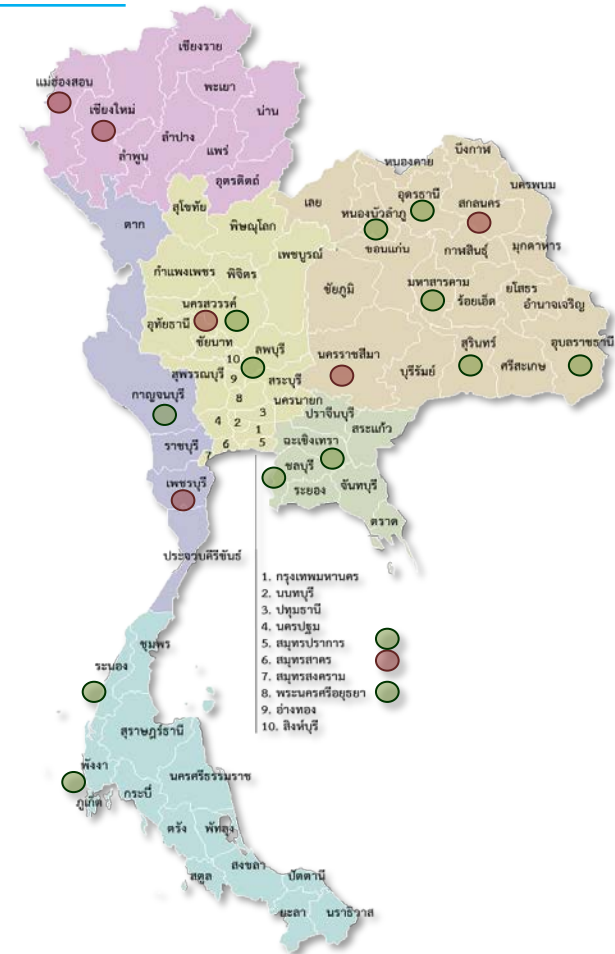 เชียงราย
แม่ฮ่องสอน
พะเยา
เชียงใหม่
น่าน
ลำปาง
ลำพูน
แพร่
อุตรดิตถ์
บึงกาฬ
หนองคาย
นครพนม
เลย
อุดรธานี
สกลนคร
สุโขทัย
หนองบัวลำภู
ตาก
พิษณุโลก
ขอนแก่น
กาฬสินธุ์
มุกดาหาร
เพชรบูรณ์
กำแพงเพชร
พิจิตร
ชัยภูมิ
มหาสารคาม
ร้อยเอ็ด
ยโสธร
อำนาจเจริญ
นครสวรรค์
อุทัยธานี
ชัยนาท
ลพบุรี
นครราชสีมา
บุรีรัมย์
สุรินทร์
ศรีสะเกษ
อุบลราชธานี
10
สุพรรณบุรี
9
สระบุรี
กาญจนบุรี
8
นครนายก
3
ปราจีนบุรี
4
2
1
สระแก้ว
ราชบุรี
6
5
ฉะเชิงเทรา
7
ชลบุรี
เพชรบุรี
ระยอง
จันทบุรี
ตราด
ประจวบคีรีขันธ์
1. กรุงเทพมหานคร
2. นนทบุรี
3. ปทุมธานี
4. นครปฐม
5. สมุทรปราการ
6. สมุทรสาคร
7. สมุทรสงคราม
8. พระนครศรีอยุธยา
9. อ่างทอง
10. สิงห์บุรี
ชุมพร
ระนอง
สุราษฎร์ธานี
พังงา
นครศรีธรรมราช
ภูเก็ต
กระบี่
ตรัง
พัทลุง
สงขลา
สตูล
ปัตตานี
ยะลา
นราธิวาส